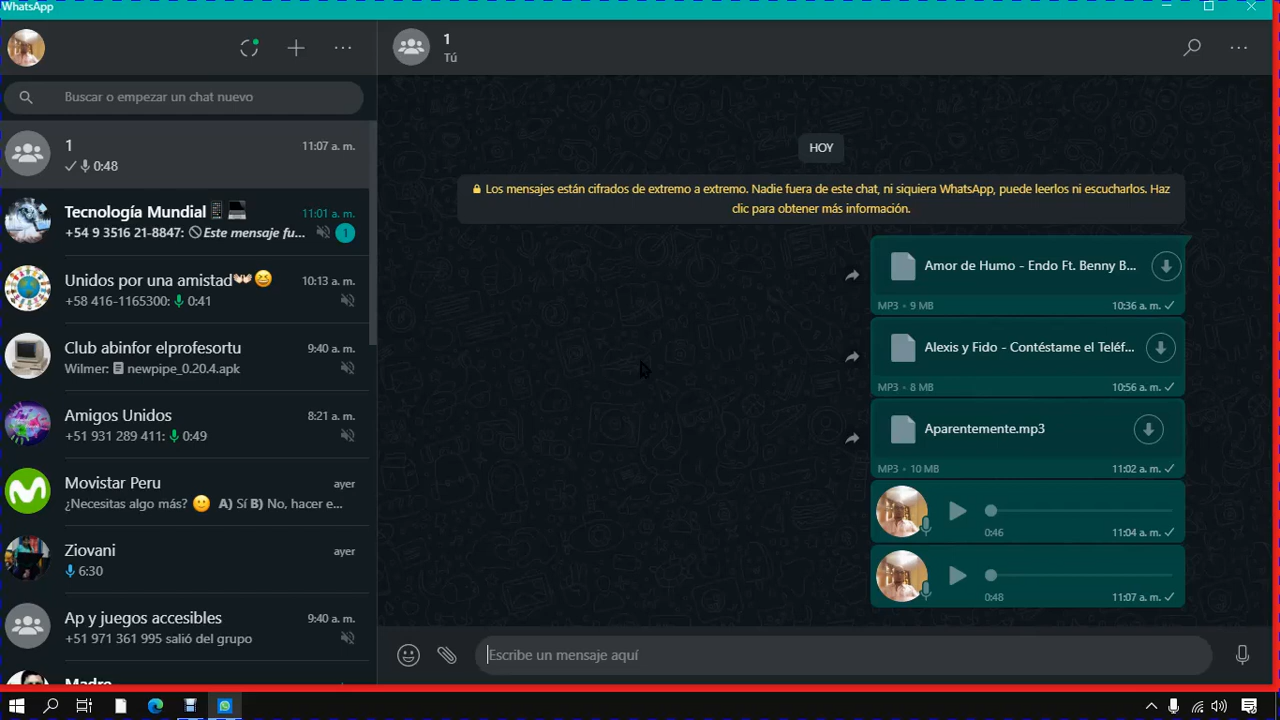 WhatsApp
Buscar o empezar un chat nuevo
1
11:07 a. m.
0:48
Tecnología Mundial
11:01 a. m.
+54 9 3516 21-8847: Este mensaje fu...
1
Unidos por una amistad
10:13 a. m.
+58 416-1165300: 0:41
Club abinfor elprofesortu
9:40 a. m.
Wilmer: newpipe_0.20.4.apk
Amigos Unidos
8:21 a. m.
+51 931 289 411: 0:49
Movistar Peru
ayer
¿Necesitas algo más? A) Sí B) No, hacer e...
Ziovani
ayer
6:30
Ap y juegos accesibles
9:40 a. m.
+51 971 361 995 salió del grupo
Madre
1
Tú
HOY
Los mensajes están cifrados de extremo a extremo. Nadie fuera de este chat, ni siquiera WhatsApp, puede leerlos ni escucharlos. Haz
clic para obtener más información.
Amor de Humo - Endo Ft. Benny B...
MP3 • 9 MB
10:36 a. m.
Alexis y Fido - Contéstame el Teléf...
MP3 • 8 MB
10:56 a. m.
Aparentemente.mp3
MP3 • 10 MB
11:02 a. m.
0:46
11:04 a. m.
0:48
11:07 a. m.
Escribe un mensaje aquí